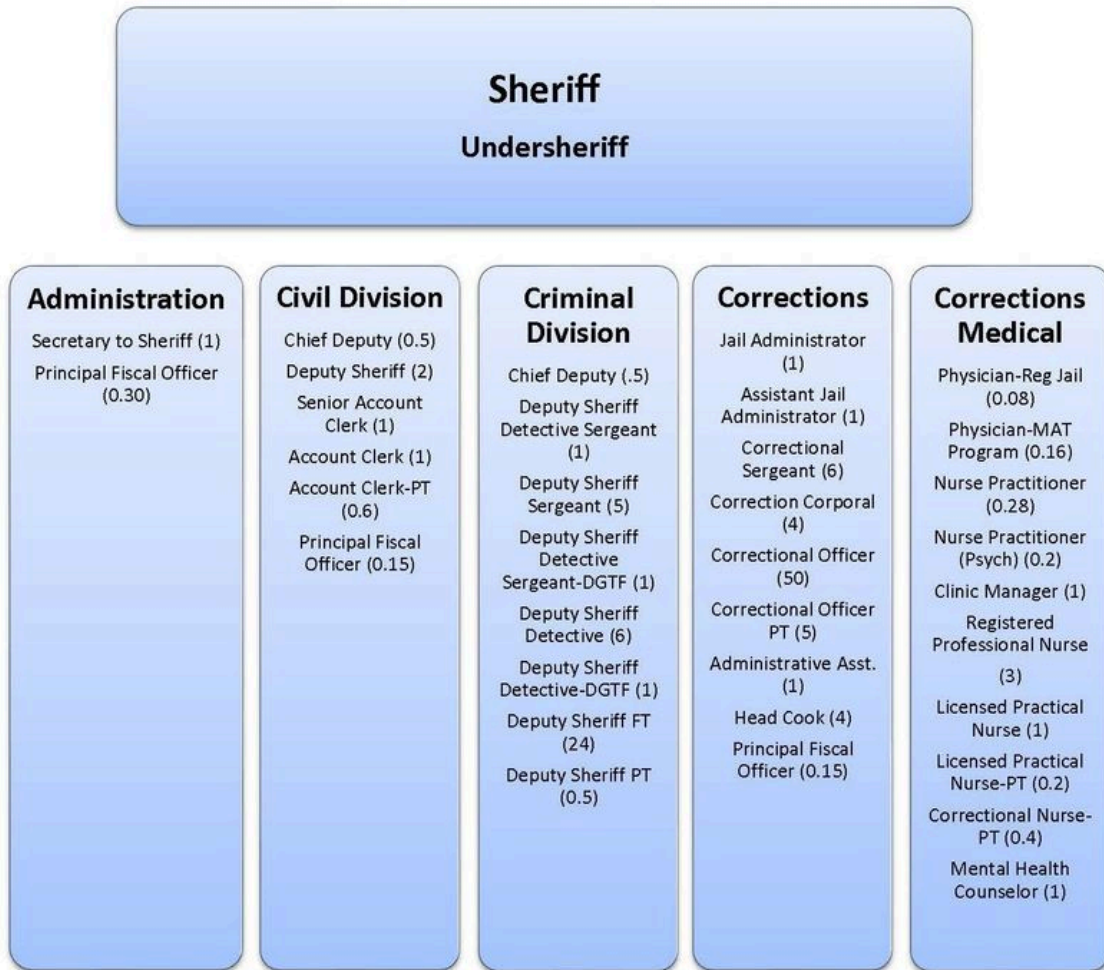 Sheriff
Undersheriff
Administration
Secretary to Sheriff (1)
Principal Fiscal Officer
(0.30)
Civil Division
Chief Deputy (0.5)
Deputy Sheriff (2)
Senior Account
Clerk (1)
Account Clerk (1)
Account Clerk-PT
(0.6)
Principal Fiscal
Officer (0.15)
Criminal
Division
Chief Deputy (.5)
Deputy Sheriff
Detective Sergeant
(1)
Deputy Sheriff
Sergeant (5)
Deputy Sheriff
Detective
Sergeant-DGTF (1)
Deputy Sheriff
Detective (6)
Deputy Sheriff
Detective-DGTF (1)
Deputy Sheriff FT
(24)
Deputy Sheriff PT
(0.5)
Corrections
Jail Administrator
(1)
Assistant Jail
Administrator (1)
Correctional
Sergeant (6)
Correction Corporal
(4)
Correctional Officer
(50)
Correctional Officer
PT (5)
Administrative Asst.
(1)
Head Cook (4)
Principal Fiscal
Officer (0.15)
Corrections
Medical
Physician-Reg Jail
(0.08)
Physician-MAT
Program (0.16)
Nurse Practitioner
(0.28)
Nurse Practitioner
(Psych) (0.2)
Clinic Manager (1)
Registered
Professional Nurse
(3)
Licensed Practical
Nurse (1)
Licensed Practical
Nurse-PT (0.2)
Correctional Nurse-
PT (0.4)
Mental Health
Counselor (1)